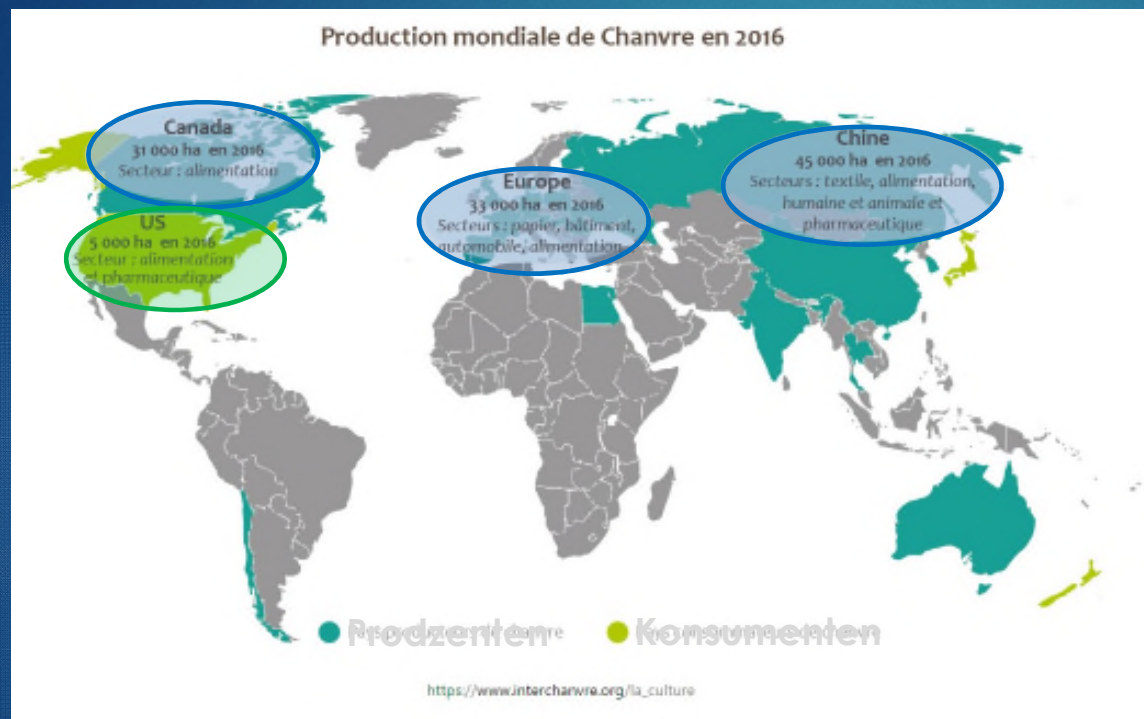 Production mondiale de Chanvre en 2016
Canada
31 000 ha en 2016
Secteur : alimentation
Chine
45 000 ha en 2016
Secteurs : textile, alimentation,
humaine et animale et
pharmaceutique
Europe
33 000 ha en 2016
Secteurs : papier, bâtiment,
automobile, alimentation
US
5 000 ha en 2016
Secteur : alimentation
et pharmaceutique
Prodzenten Konsumenten
https://www.interchanvre.org/la_culture